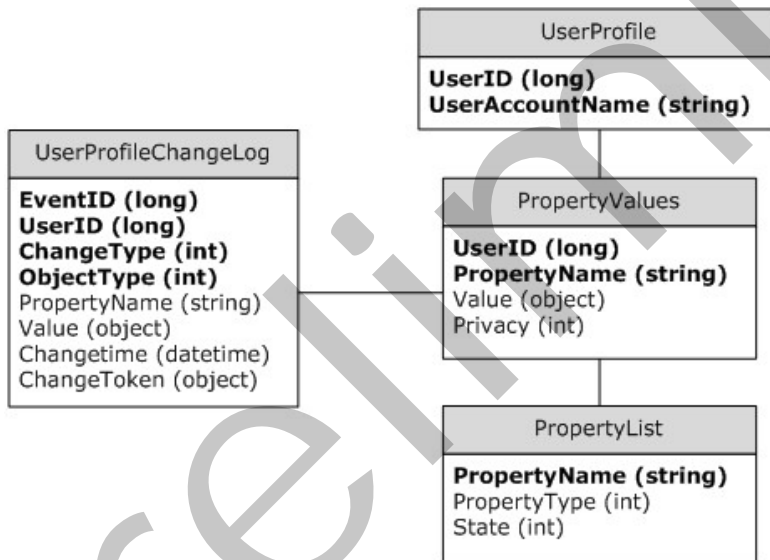 UserProfile
UserID (long)
UserAccountName (string)
UserProfileChangeLog
EventID (long)
UserID (long)
ChangeType (int)
ObjectType (int)
PropertyName (string)
Value (object)
Changetime (datetime)
ChangeToken (object)
PropertyValues
UserID (long)
PropertyName (string)
Value (object)
Privacy (int)
PropertyList
PropertyName (string)
PropertyType (int)
State (int)